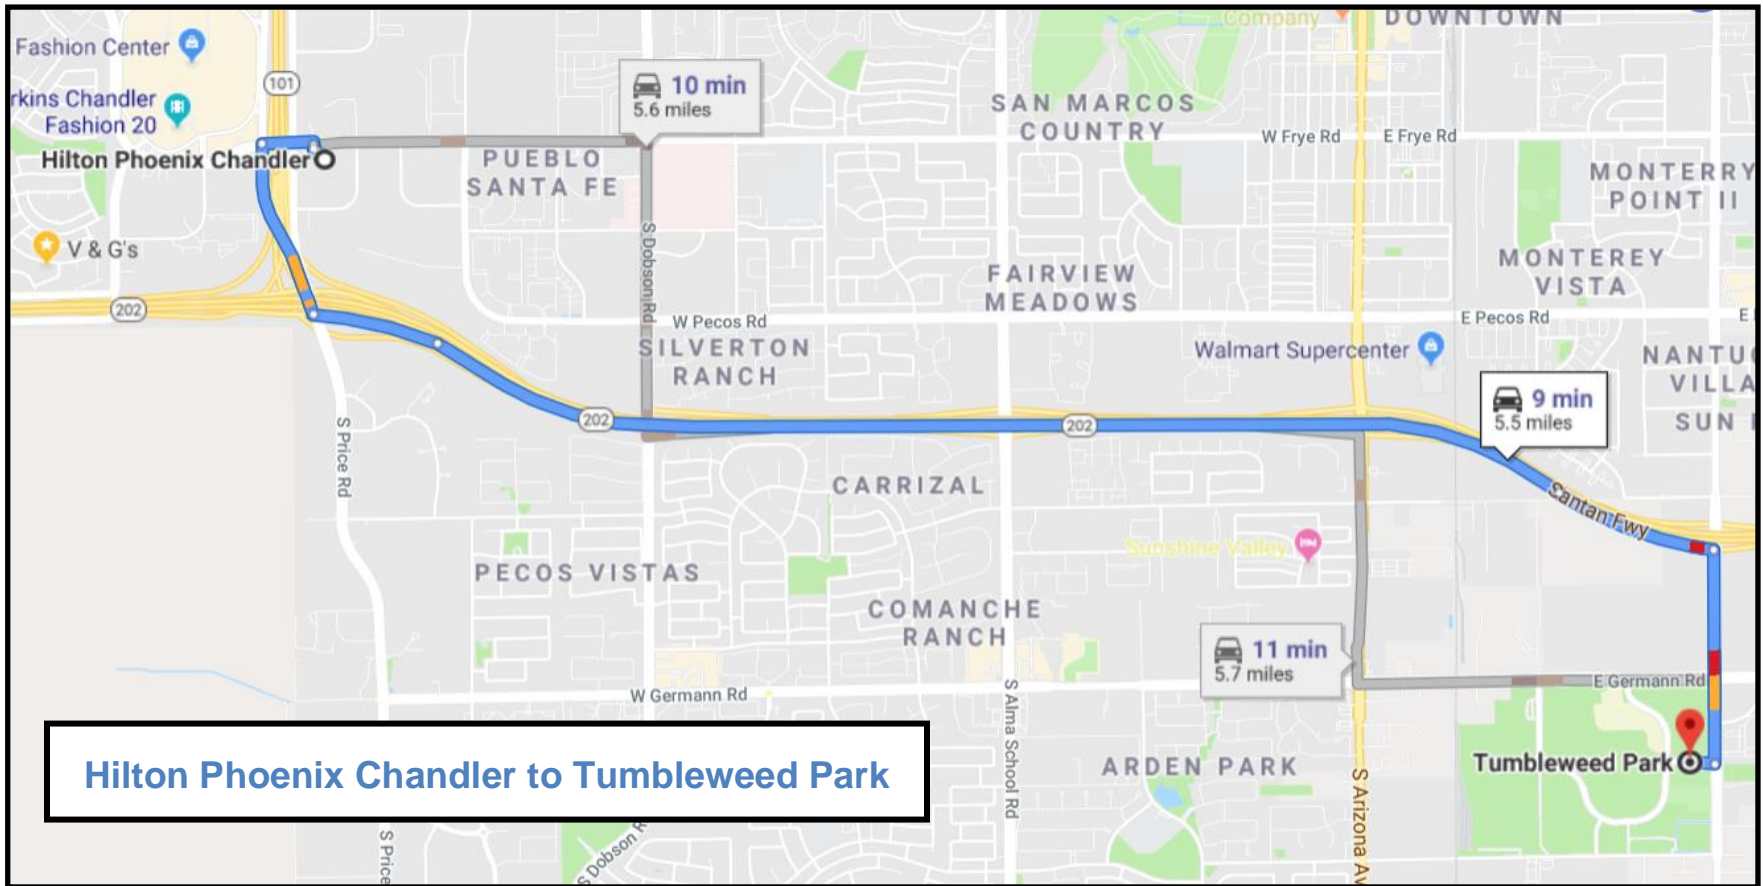 Company
DOWNTOWN
Fashion Center
101
10 min
5.6 miles
rkins Chandler
Fashion 20
SAN MARCOS
COUNTRY
W Frye Rd
E Frye Rd
Hilton Phoenix Chandler
PUEBLO
SANTA FE
MONTERRY
POINT II
V & G's
S Dobson Rd
FAIRVIEW
MEADOWS
MONTEREY
VISTA
202
W Pecos Rd
E Pecos Rd
E
SILVERTON
RANCH
Walmart Supercenter
NANTU
VILLA
SUN
202
202
9 min
5.5 miles
S Price Rd
CARRIZAL
Santan Fwy
Sunshine Valley
PECOS VISTAS
COMANCHE
RANCH
11 min
5.7 miles
W Germann Rd
E Germann Rd
S Alma School Rd
Hilton Phoenix Chandler to Tumbleweed Park
ARDEN PARK
Tumbleweed Park
S Arizona Av
S Price
S Dobson R